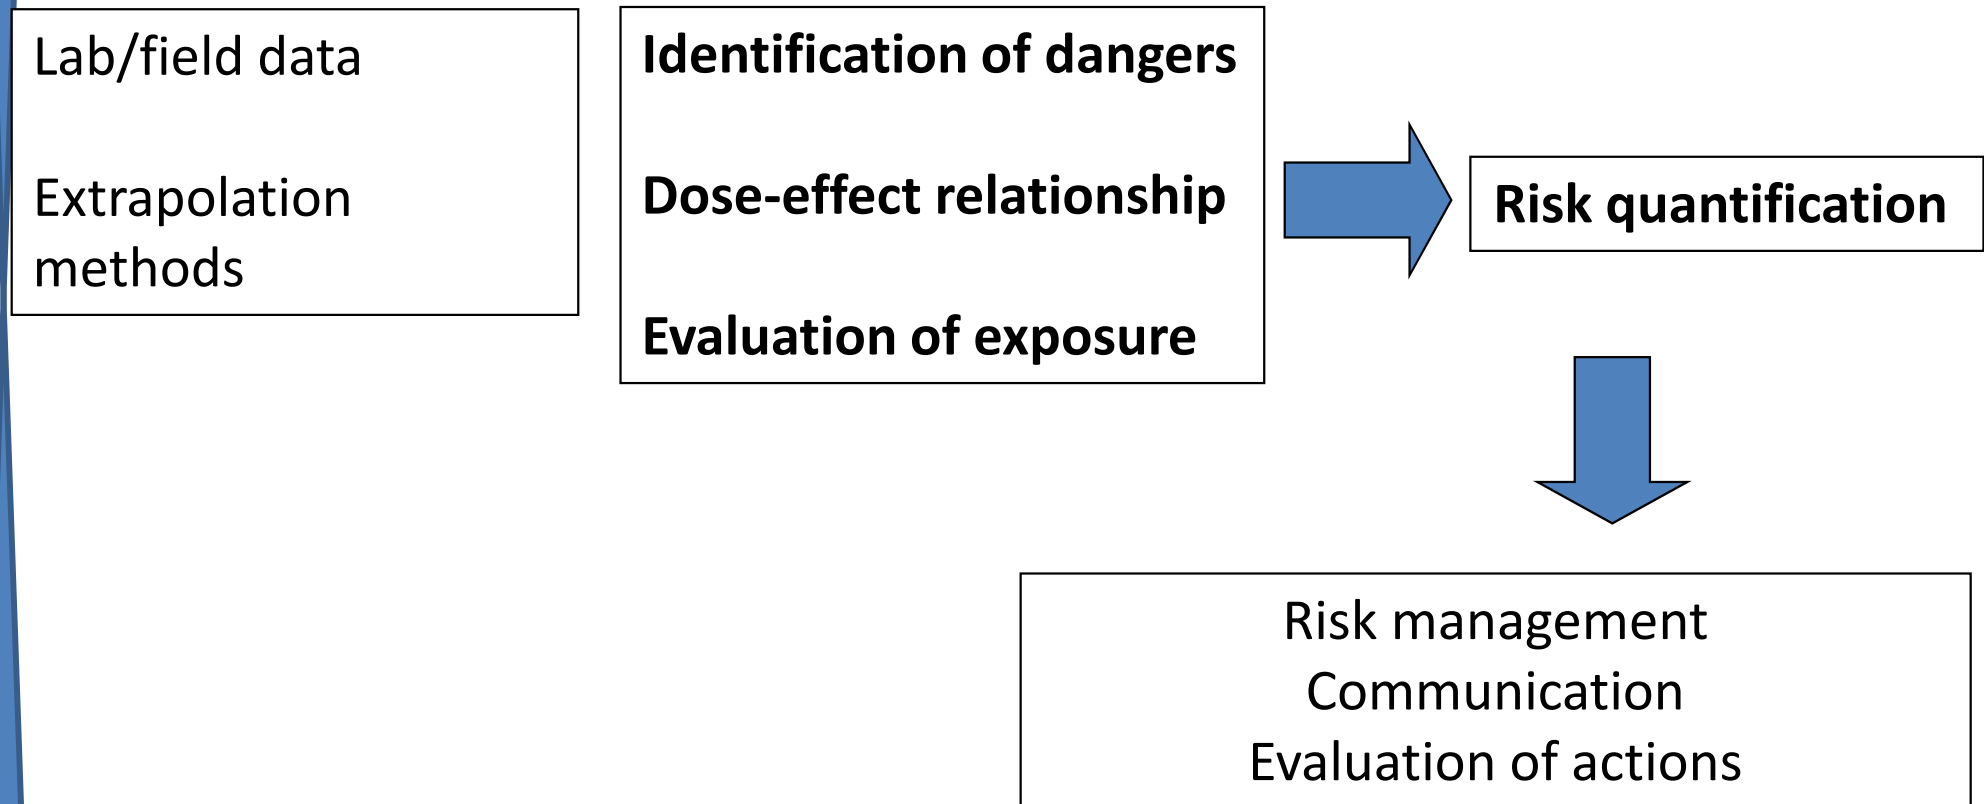 Lab/field data
Extrapolation
methods
Identification of dangers
Dose-effect relationship
Evaluation of exposure
Risk quantification
Risk management
Communication
Evaluation of actions